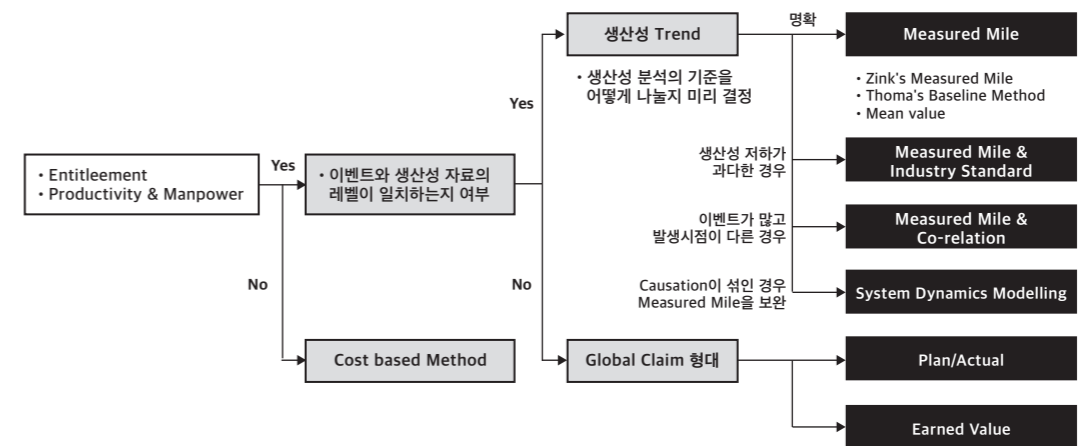 • Entitleement
• Productivity & Manpower
Yes
No
• 이벤트와 생산성 자료의
레벨이 일치하는지 여부
Cost based Method
Yes
No
생산성 Trend
• 생산성 분석의 기준을
어떻게 나눌지 미리 결정
Global Claim 형태
명확
생산성 저하가
과다한 경우
이벤트가 많고
발생시점이 다른 경우
Causation이 섞인 경우
Measured Mile을 보완
Measured Mile
• Zink's Measured Mile
• Thoma's Baseline Method
• Mean value
Measured Mile &
Industry Standard
Measured Mile &
Co-relation
System Dynamics Modelling
Plan/Actual
Earned Value